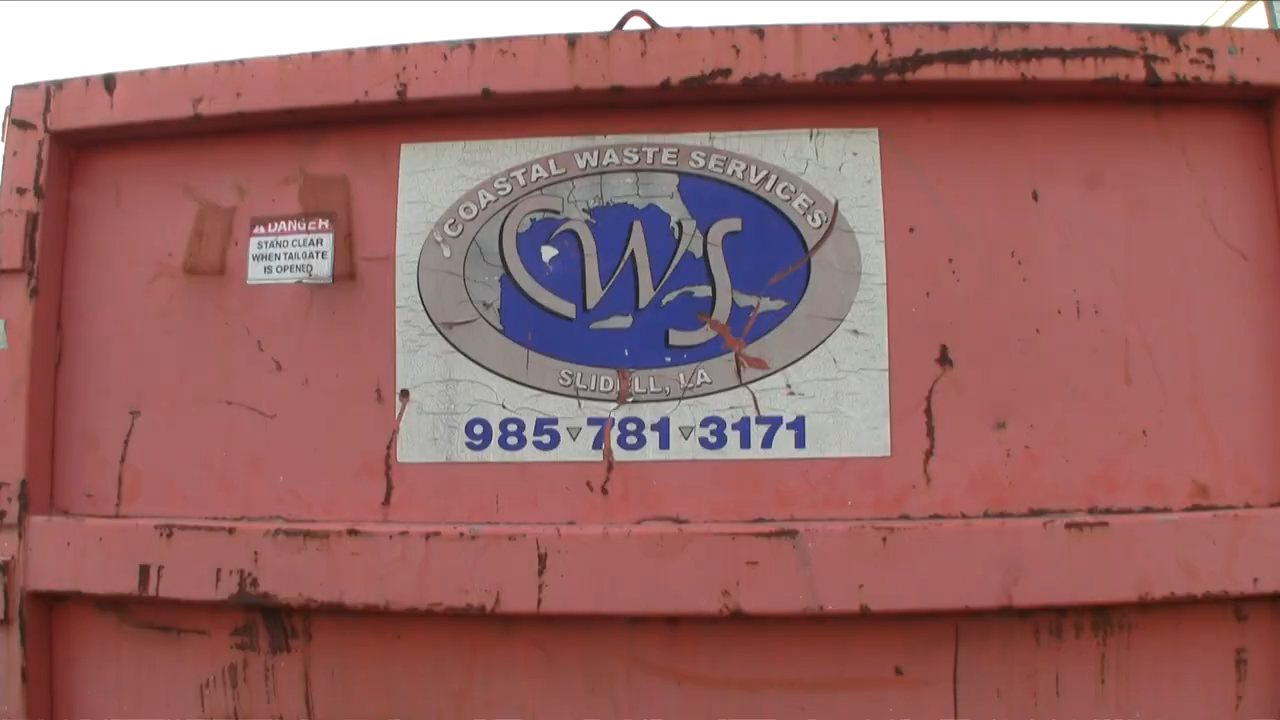 DANGER
STAND CLEAR
WHEN TAILGATE
IS OPENED
COASTAL WASTE SERVICES
CWS
SLIDELL, LA
985 781 3171